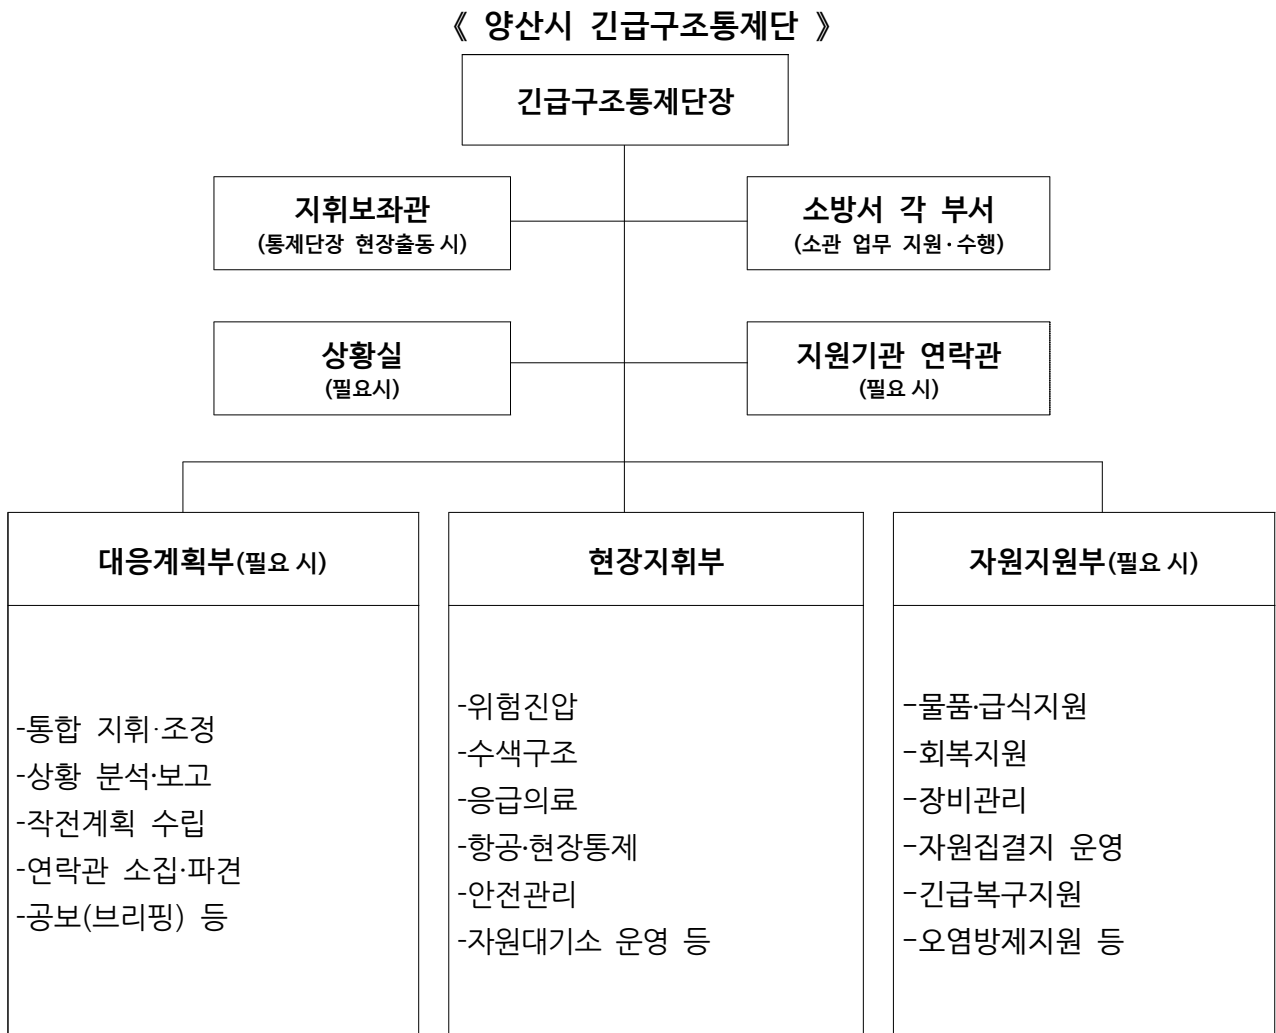 《 양산시 긴급구조통제단 》
긴급구조통제단장
지휘보좌관
(통제단장 현장출동 시)
소방서 각 부서
(소관 업무 지원·수행)
상황실
(필요시)
지원기관 연락관
(필요 시)
대응계획부(필요 시)
-통합 지휘·조정
-상황 분석·보고
-작전계획 수립
-연락관 소집·파견
-공보(브리핑) 등
현장지휘부
-위험진압
-수색구조
-응급의료
-항공·현장통제
-안전관리
-자원대기소 운영 등
자원지원부(필요 시)
-물품·급식지원
-회복지원
-장비관리
-자원집결지 운영
-긴급복구지원
-오염방제지원 등